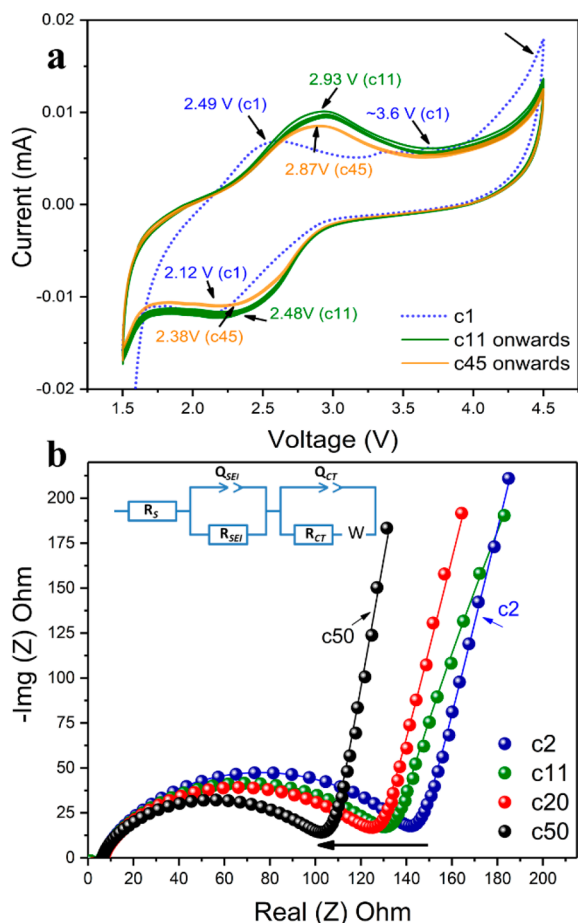 a
0.02
0.01
0.00
-0.01
-0.02
Current (mA)
2.93 V (c11)
2.49 V (c1)
~3.6 V (c1)
2.87V (c45)
2.12 V (c1)
2.38V (c45)
2.48V (c11)
c1
c11 onwards
c45 onwards
1.5 2.0 2.5 3.0 3.5 4.0 4.5
Voltage (V)
b
200
175
150
125
100
75
50
25
0
-Img (Z) Ohm
Q_SEI Q_CT
R_S
R_SEI R_CT W
c50
c2
c2
c11
c20
c50
0 20 40 60 80 100 120 140 160 180 200
Real (Z) Ohm